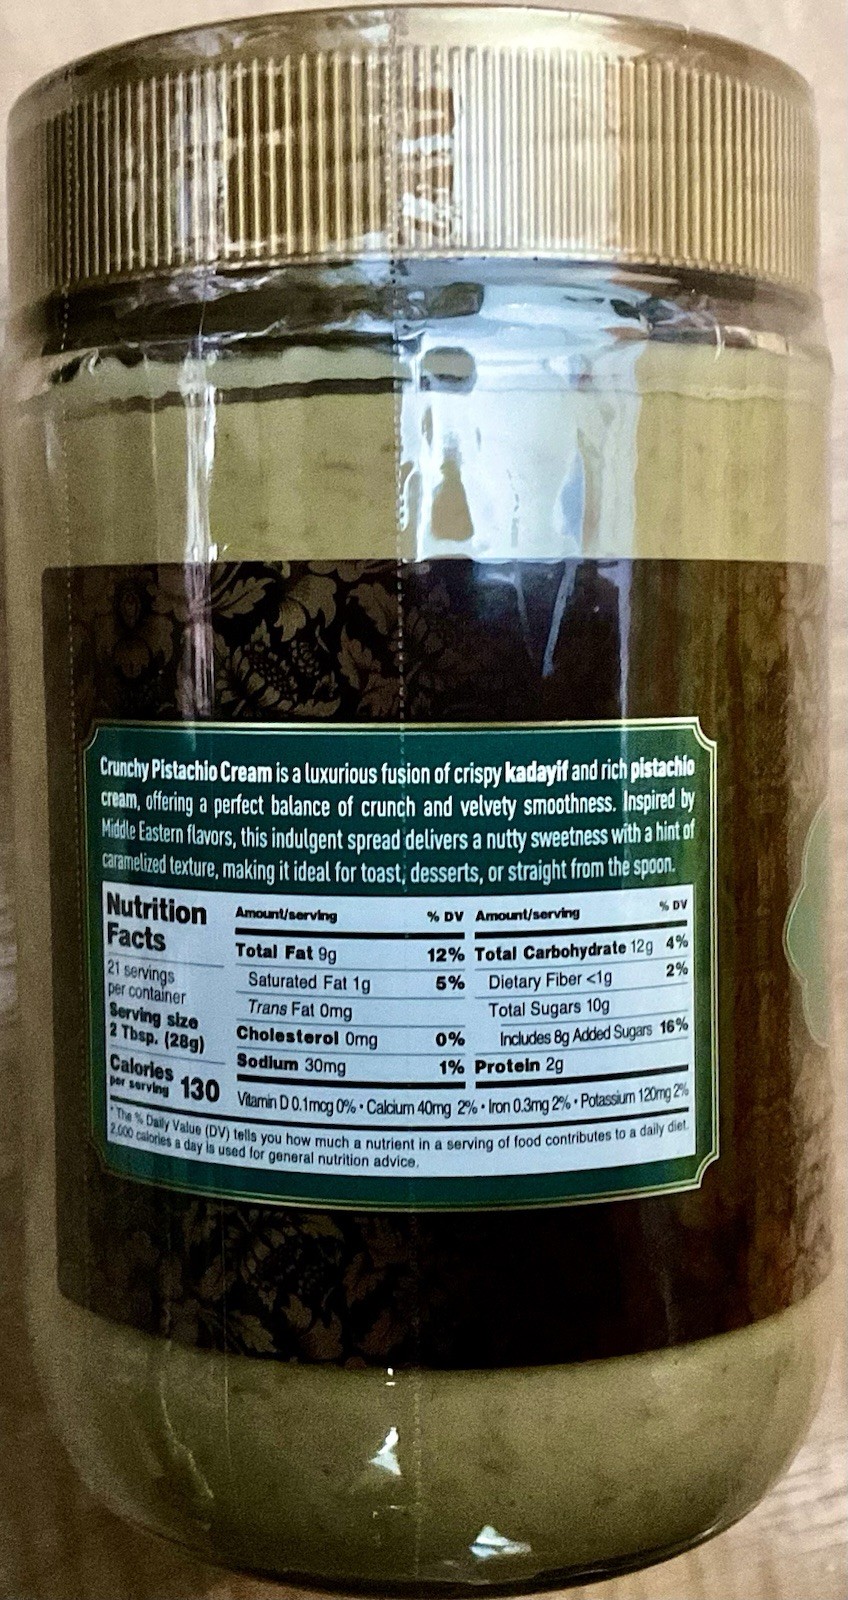 Crunchy Pistachio Cream is a luxurious fusion of crispy kadayif and rich pistachio
cream, offering a perfect balance of crunch and velvety smoothness. Inspired by
Middle Eastern flavors, this indulgent spread delivers a nutty sweetness with a hint of
caramelized texture, making it ideal for toast, desserts, or straight from the spoon.
Nutrition
Facts
21 servings
per container
Serving size
2 Tbsp. (28g)
Calories
per serving 130
Amount/serving % DV
Total Fat 9g 12%
Saturated Fat 1g 5%
Trans Fat 0mg
Cholesterol 0mg 0%
Sodium 30mg 1%
Amount/serving % DV
Total Carbohydrate 12g 4%
Dietary Fiber <1g 2%
Total Sugars 10g
Includes 8g Added Sugars 16%
Protein 2g
Vitamin D 0.1mcg 0% • Calcium 40mg 2% • Iron 0.3mg 2% • Potassium 120mg 2%
* The % Daily Value (DV) tells you how much a nutrient in a serving of food contributes to a daily diet.
2,000 calories a day is used for general nutrition advice.